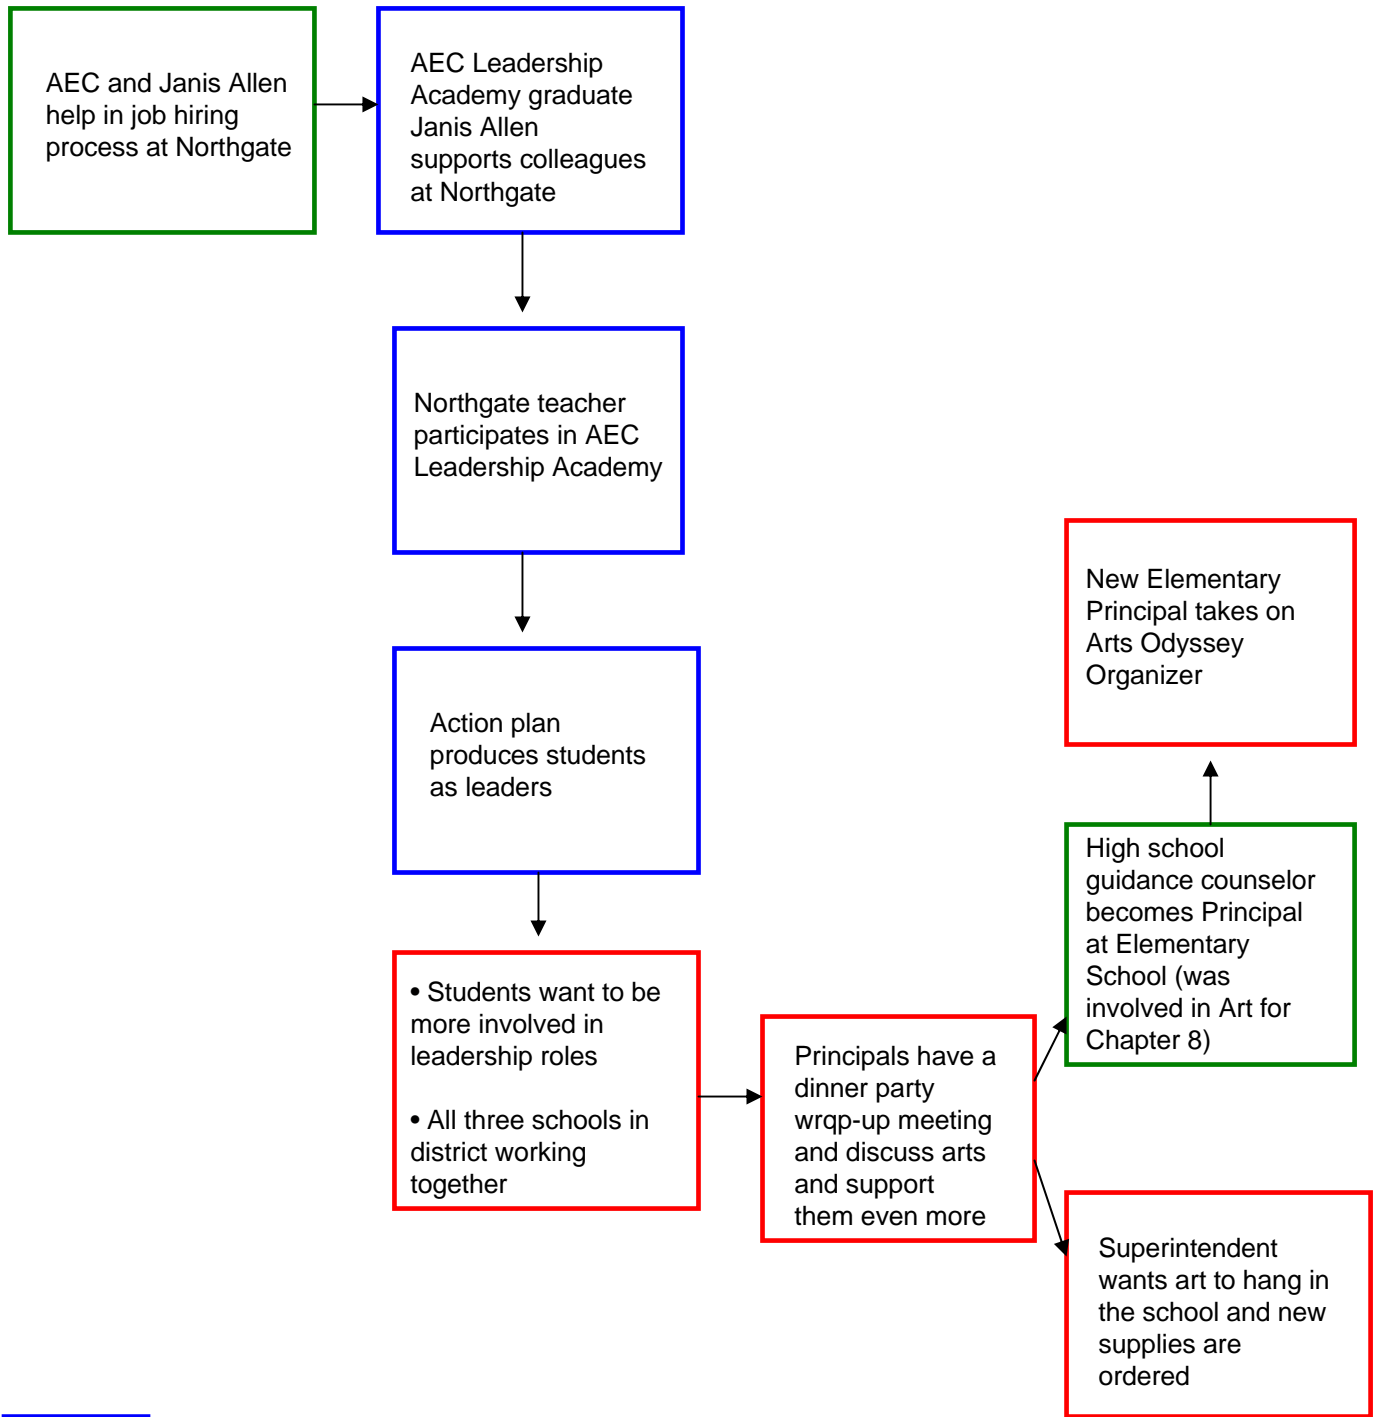 AEC and Janis Allen
help in job hiring
process at Northgate
AEC Leadership
Academy graduate
Janis Allen
supports colleagues
at Northgate
Northgate teacher
participates in AEC
Leadership Academy
Action plan
produces students
as leaders
• Students want to be
more involved in
leadership roles
• All three schools in
district working
together
Principals have a
dinner party
wrqp-up meeting
and discuss arts
and support
them even more
High school
guidance counselor
becomes Principal
at Elementary
School (was
involved in Art for
Chapter 8)
New Elementary
Principal takes on
Arts Odyssey
Organizer
Superintendent
wants art to hang in
the school and new
supplies are
ordered